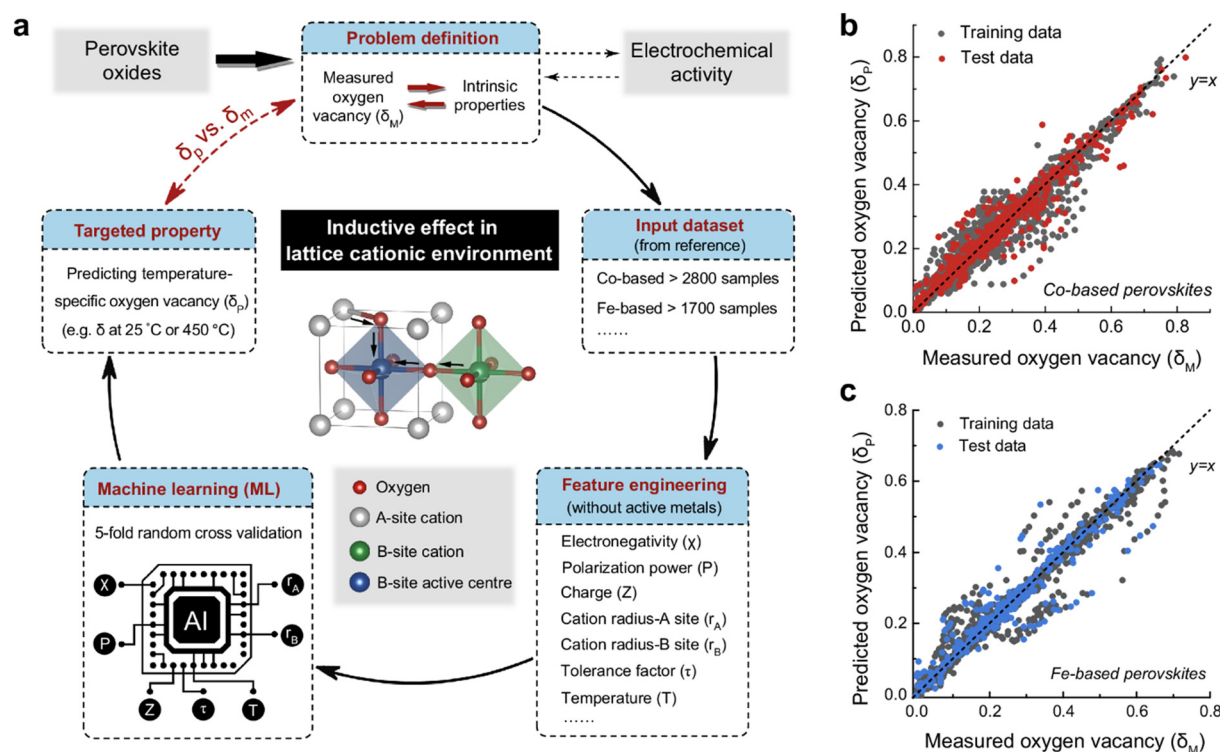 a
Perovskite
oxides
Problem definition
Measured
oxygen
vacancy (δM)
Intrinsic
properties
Electrochemical
activity
δp vs. δm
Targeted property
Predicting temperature-
specific oxygen vacancy (δP)
(e.g. δ at 25 ˚C or 450 °C)
Inductive effect in
lattice cationic environment
Input dataset
(from reference)
Co-based > 2800 samples
Fe-based > 1700 samples
......
Machine learning (ML)
5-fold random cross validation
χ
P
Z
τ
T
rA
rB
AI
Oxygen
A-site cation
B-site cation
B-site active centre
Feature engineering
(without active metals)
Electronegativity (χ)
Polarization power (P)
Charge (Z)
Cation radius-A site (rA)
Cation radius-B site (rB)
Tolerance factor (τ)
Temperature (T)
......
b
Training data
Test data
y=x
Predicted oxygen vacancy (δP)
0.8
0.6
0.4
0.2
0.0
0.0 0.2 0.4 0.6 0.8
Co-based perovskites
Measured oxygen vacancy (δM)
c
Training data
Test data
y=x
Predicted oxygen vacancy (δP)
0.8
0.6
0.4
0.2
0.0
0.0 0.2 0.4 0.6 0.8
Fe-based perovskites
Measured oxygen vacancy (δM)